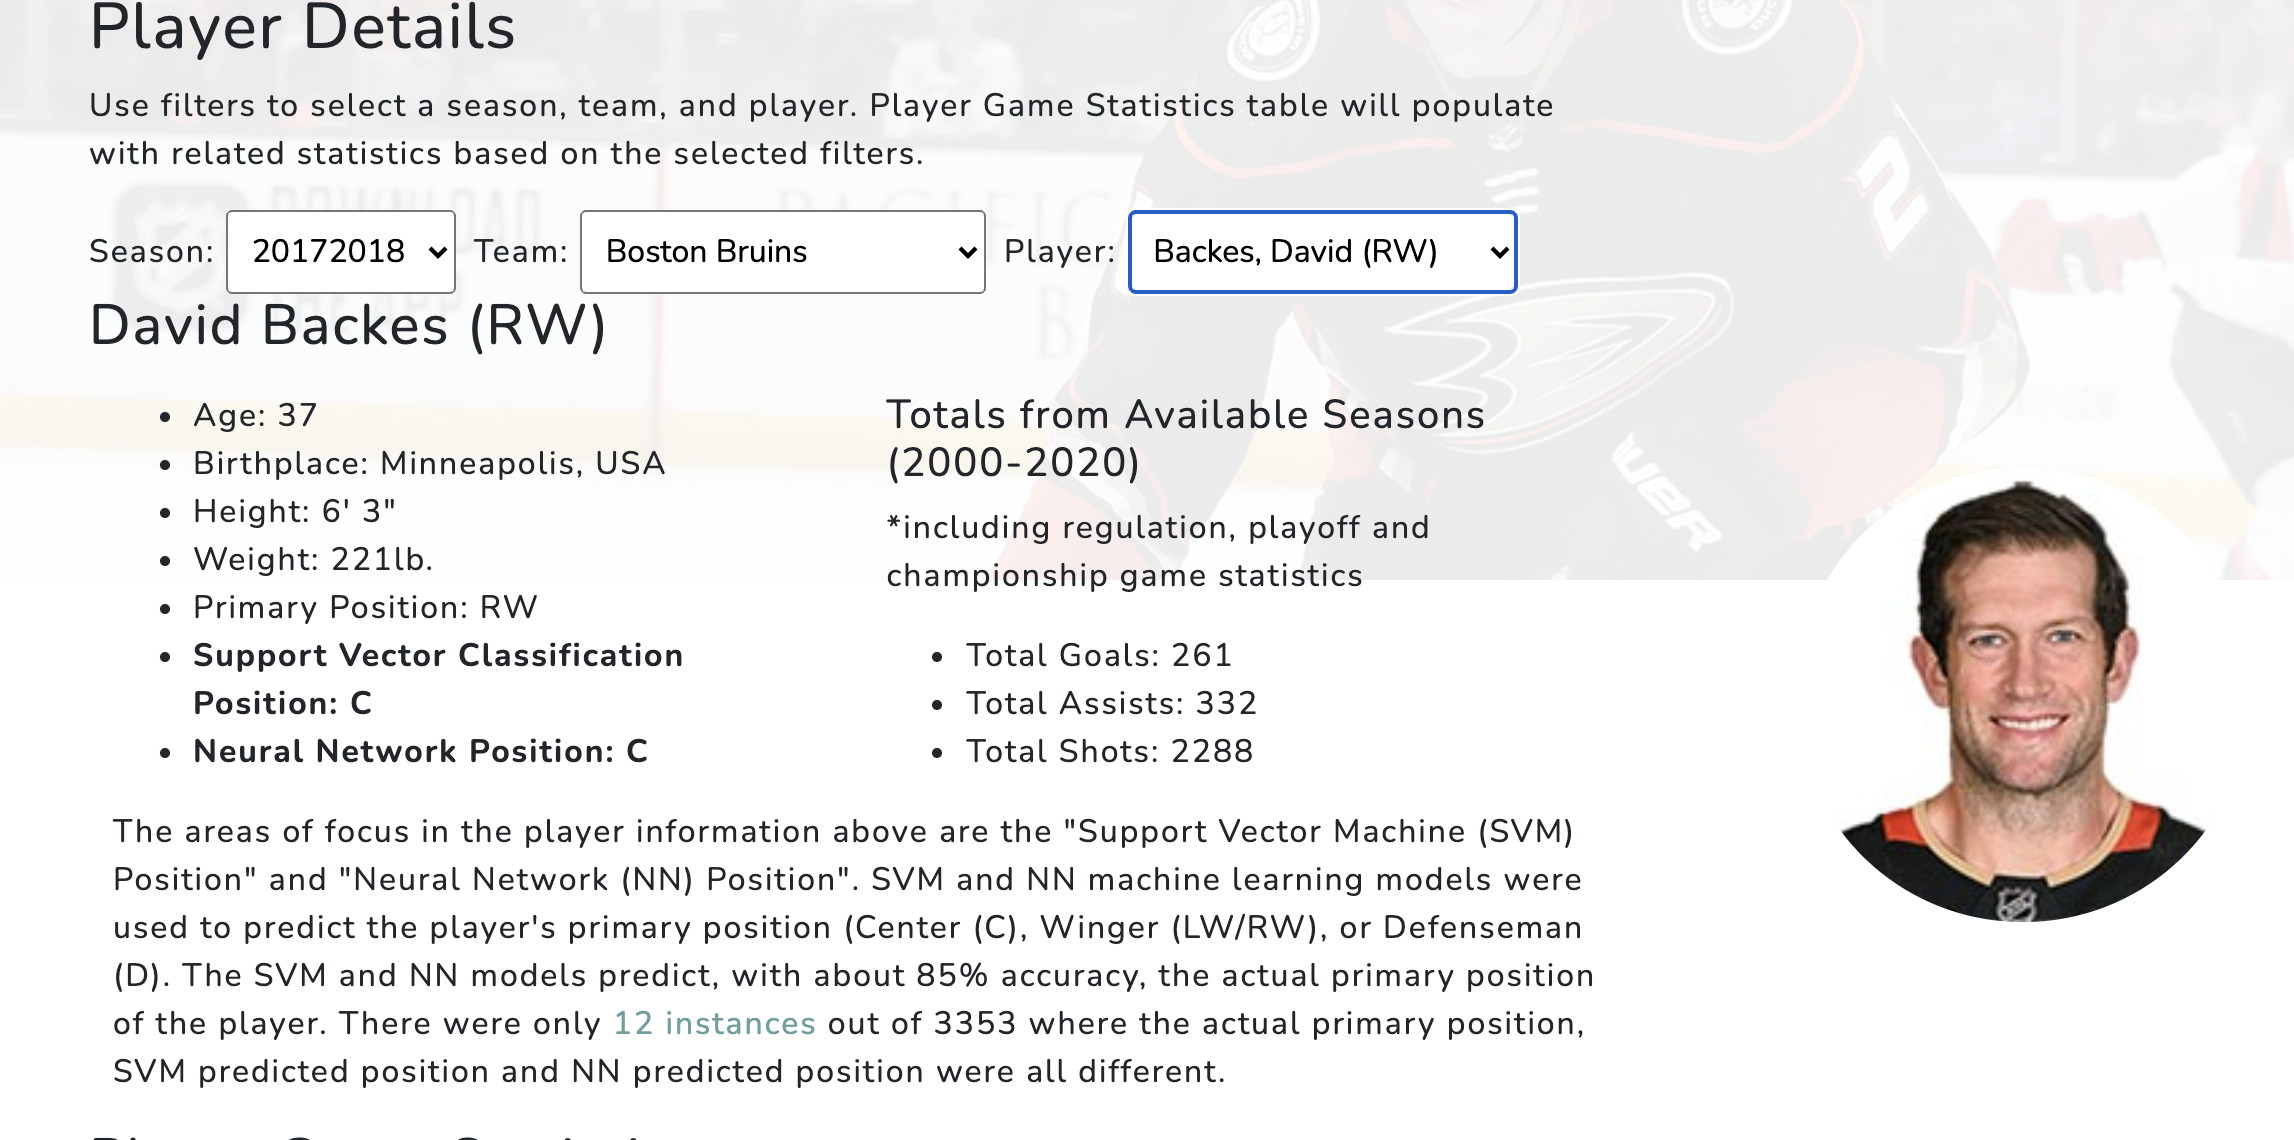 Player Details
Use filters to select a season, team, and player. Player Game Statistics table will populate
with related statistics based on the selected filters.
DOWNLOAD
PACIFIC
Season: 20172018 Team: Boston Bruins Player: Backes, David (RW)
2
David Backes (RW)
Age: 37
Birthplace: Minneapolis, USA
Height: 6' 3"
Weight: 221lb.
Primary Position: RW
Support Vector Classification
Position: C
Neural Network Position: C
Totals from Available Seasons
(2000-2020)
*including regulation, playoff and
championship game statistics
Total Goals: 261
Total Assists: 332
Total Shots: 2288
The areas of focus in the player information above are the "Support Vector Machine (SVM)
Position" and "Neural Network (NN) Position". SVM and NN machine learning models were
used to predict the player's primary position (Center (C), Winger (LW/RW), or Defenseman
(D). The SVM and NN models predict, with about 85% accuracy, the actual primary position
of the player. There were only 12 instances out of 3353 where the actual primary position,
SVM predicted position and NN predicted position were all different.